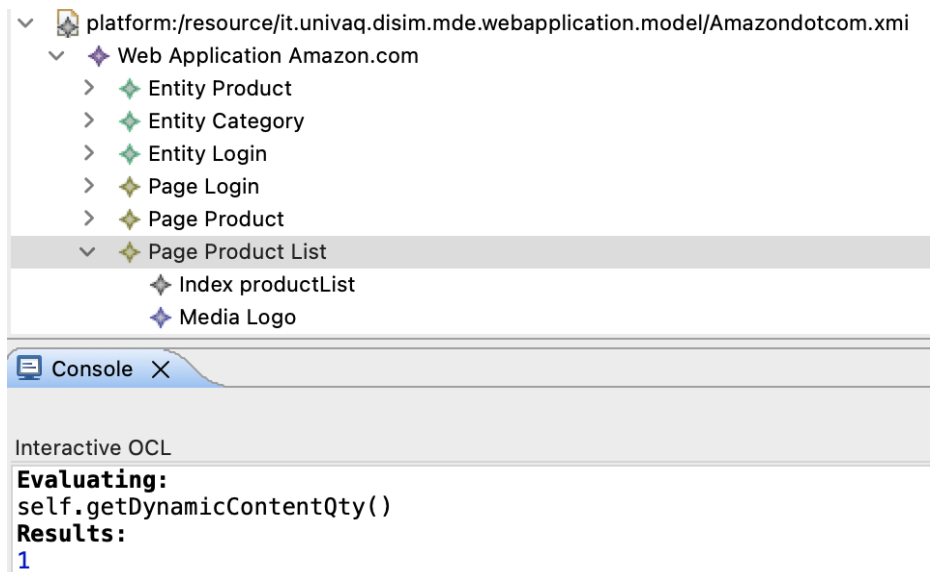 platform:/resource/it.univaq.disim.mde.webapplication.model/Amazondotcom.xmi
Web Application Amazon.com
Entity Product
Entity Category
Entity Login
Page Login
Page Product
Page Product List
Index productList
Media Logo
Console
Interactive OCL
Evaluating:
self.getDynamicContentQty()
Results:
1